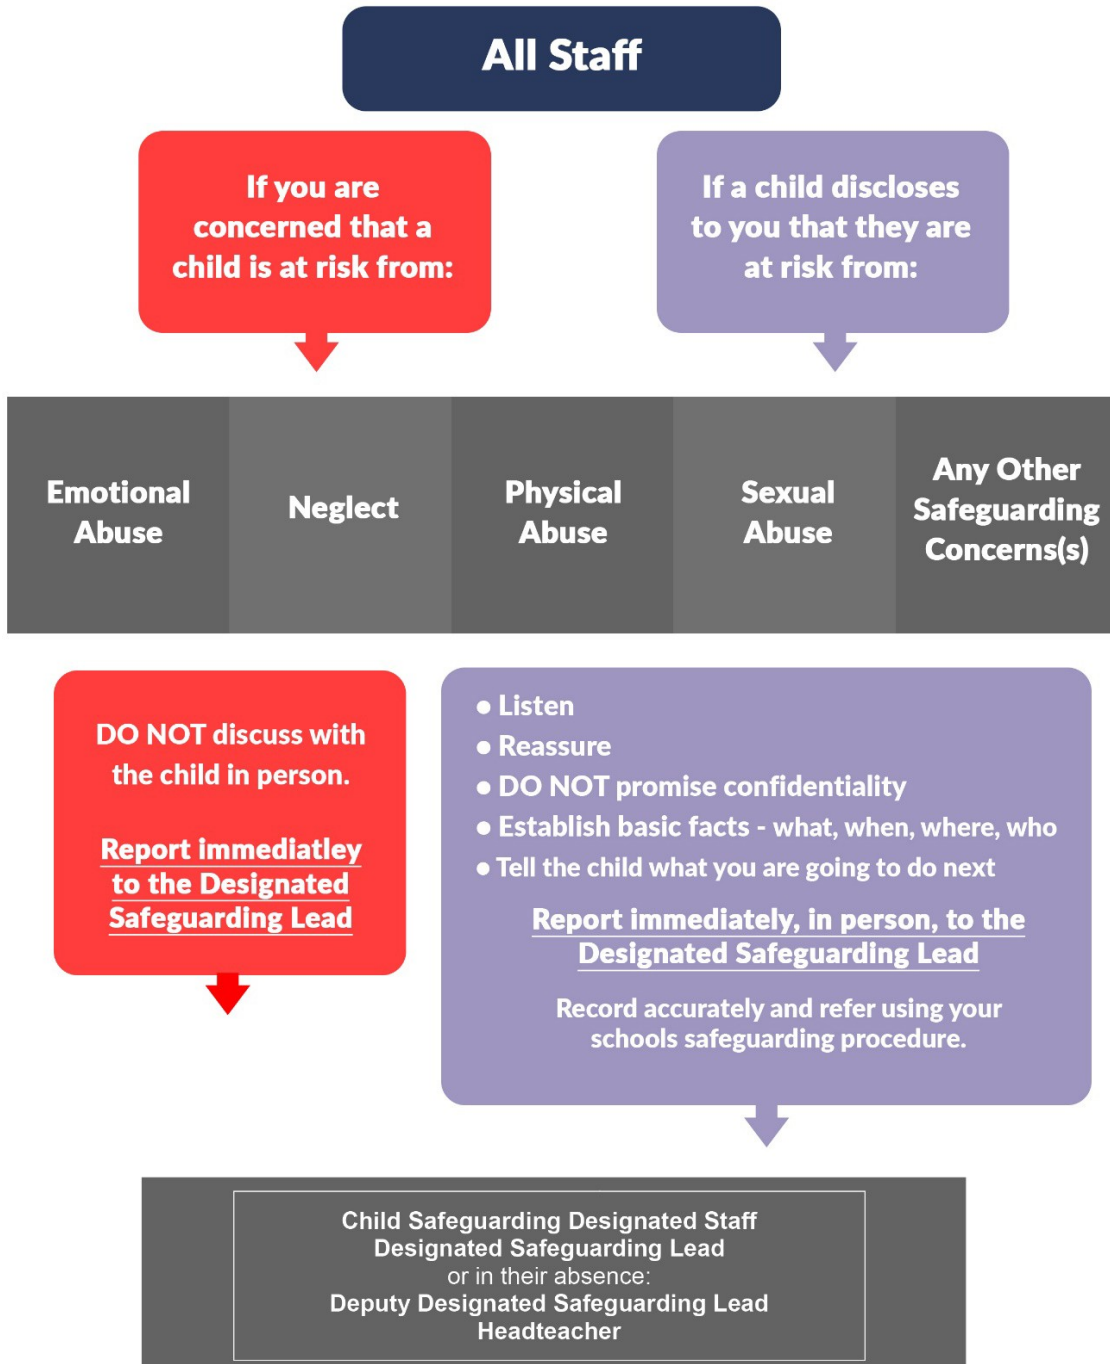 All Staff
If you are
concerned that a
child is at risk from:
If a child discloses
to you that they are
at risk from:
Emotional
Abuse
Neglect
Physical
Abuse
Sexual
Abuse
Any Other
Safeguarding
Concerns(s)
DO NOT discuss with
the child in person.
Report immediatley
to the Designated
Safeguarding Lead
● Listen
● Reassure
● DO NOT promise confidentiality
● Establish basic facts - what, when, where, who
● Tell the child what you are going to do next
Report immediately, in person, to the
Designated Safeguarding Lead
Record accurately and refer using your
schools safeguarding procedure.
Child Safeguarding Designated Staff
Designated Safeguarding Lead
or in their absence:
Deputy Designated Safeguarding Lead
Headteacher